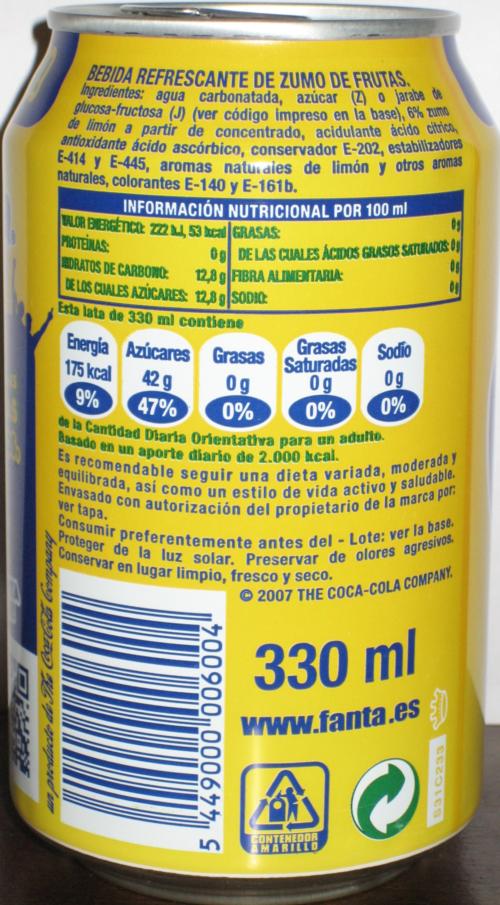 BEBIDA REFRESCANTE DE ZUMO DE FRUTAS.
Ingredientes: agua carbonatada, azúcar (Z) o jarabe de
glucosa-fructosa (J) (ver código impreso en la base), 6% zumo
de limón a partir de concentrado, acidulante ácido cítrico,
antioxidante ácido ascórbico, conservador E-202, estabilizadores
E-414 y E-445, aromas naturales de limón y otros aromas
naturales, colorantes E-140 y E-161b.
INFORMACIÓN NUTRICIONAL POR 100 ml
VALOR ENERGÉTICO: 222 kJ, 53 kcal
PROTEÍNAS: 0 g
HIDRATOS DE CARBONO: 12,8 g
DE LOS CUALES AZÚCARES: 12,8 g
GRASAS: 0 g
DE LAS CUALES ÁCIDOS GRASOS SATURADOS: 0 g
FIBRA ALIMENTARIA: 0 g
SODIO: 0 g
Esta lata de 330 ml contiene
Energía
175 kcal
9%
Azúcares
42 g
47%
Grasas
0 g
0%
Grasas
Saturadas
0 g
0%
Sodio
0 g
0%
de la Cantidad Diaria Orientativa para un adulto.
Basado en un aporte diario de 2.000 kcal.
Es recomendable seguir una dieta variada, moderada y
equilibrada, así como un estilo de vida activo y saludable.
Envasado con autorización del propietario de la marca por:
ver tapa.
Consumir preferentemente antes del - Lote: ver la base.
Proteger de la luz solar. Preservar de olores agresivos.
Conservar en lugar limpio, fresco y seco.
© 2007 THE COCA-COLA COMPANY.
un producto de The Coca-Cola Company
5 449000 006004
330 ml
www.fanta.es
CONTENEDOR
AMARILLO
S31C233